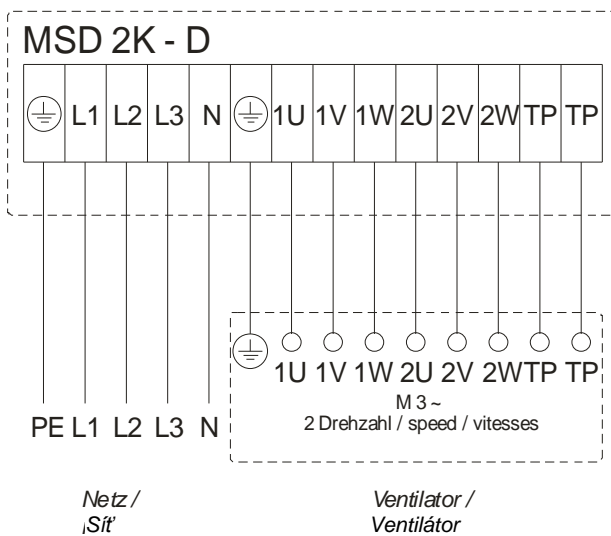 MSD 2K - D
L1 L2 L3 N 1U 1V 1W 2U 2V 2W TP TP
1U 1V 1W 2U 2V 2W TP TP
M 3 ~
2 Drehzahl / speed / vitesses
PE L1 L2 L3 N
Netz / Ventilator /
Síť Ventilátor